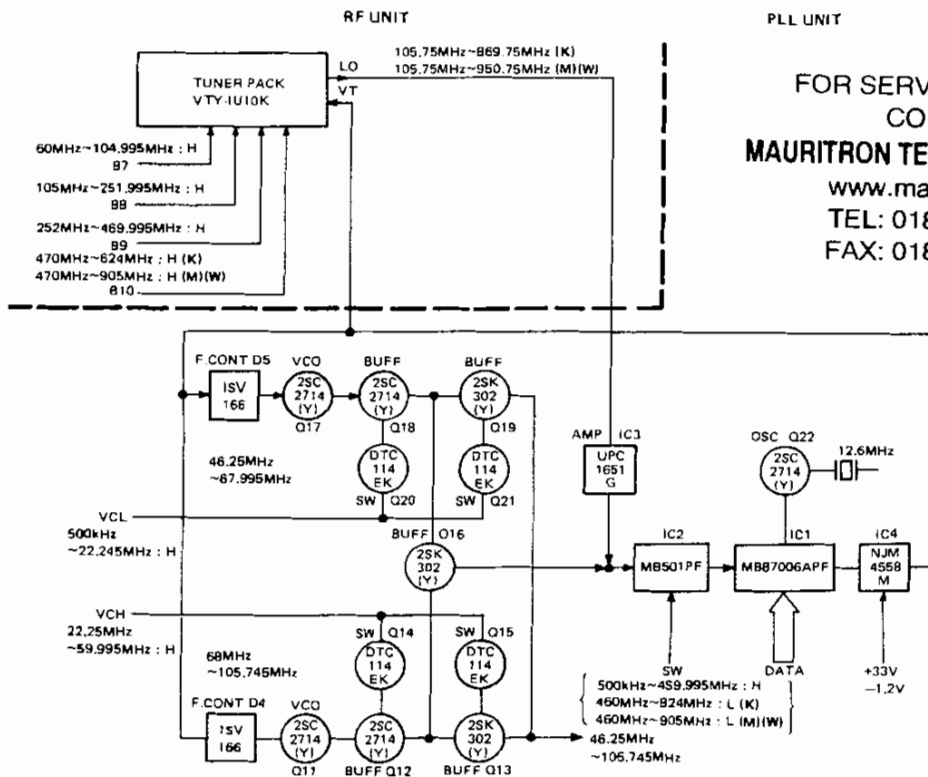 RF UNIT
PLL UNIT
TUNER PACK
VTY-IU10K
LO
VT
105.75MHz~869.75MHz (K)
105.75MHz~950.75MHz (M)(W)
60MHz~104.995MHz : H
B7
105MHz~251.995MHz : H
B8
252MHz~469.995MHz : H
B9
470MHz~624MHz : H (K)
470MHz~905MHz : H (M)(W)
B10
FOR SERV
CO
MAURITRON TE
www.ma
TEL: 018
FAX: 018
F.CONT D5
1SV
166
VCO
2SC
2714
(Y)
Q17
BUFF
2SC
2714
(Y)
Q18
BUFF
2SK
302
(Y)
Q19
DTC
114
EK
SW Q20
DTC
114
EK
SW Q21
46.25MHz
~67.995MHz
VCL
500kHz
~22.245MHz : H
BUFF Q16
2SK
302
(Y)
AMP IC3
UPC
1651
G
OSC Q22
2SC
2714
(Y)
12.6MHz
IC2
MB501PF
IC1
MB87006APF
IC4
NJM
4558
M
SW
DATA
+33V
-1.2V
500kHz~459.995MHz : H
460MHz~824MHz : L (K)
460MHz~905MHz : L (M)(W)
VCH
22.25MHz
~59.995MHz : H
SW Q14
DTC
114
EK
SW Q15
DTC
114
EK
68MHz
~105.745MHz
F.CONT D4
1SV
166
VCO
2SC
2714
(Y)
Q11
2SC
2714
(Y)
BUFF Q12
2SK
302
(Y)
BUFF Q13
46.25MHz
~105.745MHz